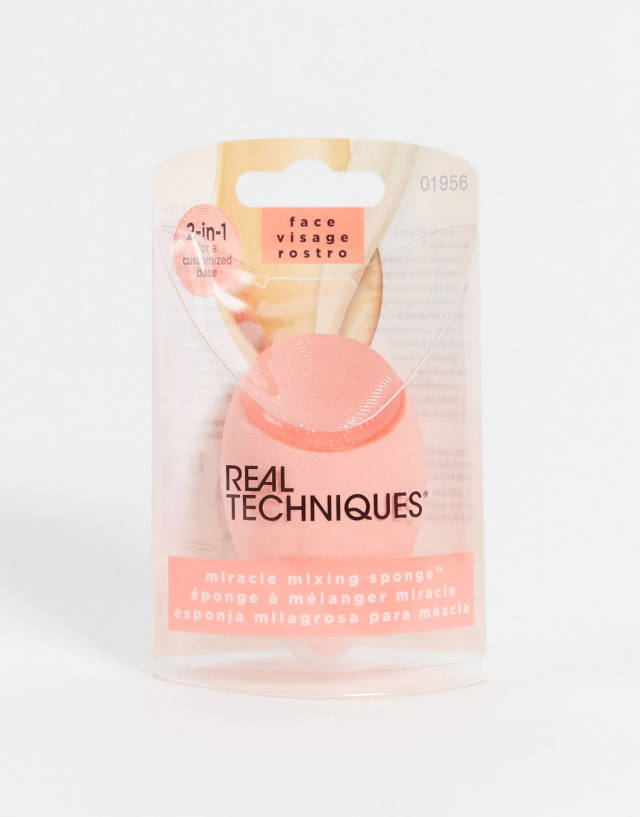 01956
face
visage
rostro
2-in-1
for a
customized
base
REAL
TECHNIQUES®
miracle mixing sponge™
éponge à mélanger miracle
esponja milagrosa para mezcla